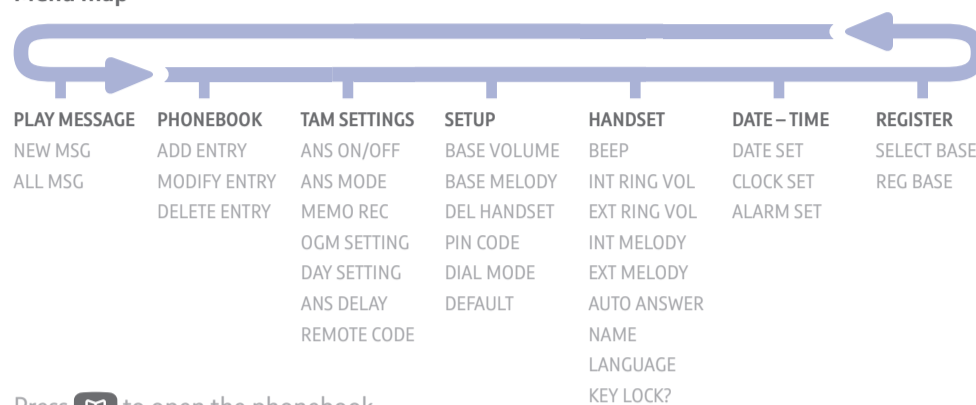 Menu map
PLAY MESSAGE
NEW MSG
ALL MSG
PHONEBOOK
ADD ENTRY
MODIFY ENTRY
DELETE ENTRY
TAM SETTINGS
ANS ON/OFF
ANS MODE
MEMO REC
OGM SETTING
DAY SETTING
ANS DELAY
REMOTE CODE
SETUP
BASE VOLUME
BASE MELODY
DEL HANDSET
PIN CODE
DIAL MODE
DEFAULT
HANDSET
BEEP
INT RING VOL
EXT RING VOL
INT MELODY
EXT MELODY
AUTO ANSWER
NAME
LANGUAGE
KEY LOCK?
DATE – TIME
DATE SET
CLOCK SET
ALARM SET
REGISTER
SELECT BASE
REG BASE
Press to open the phonebook